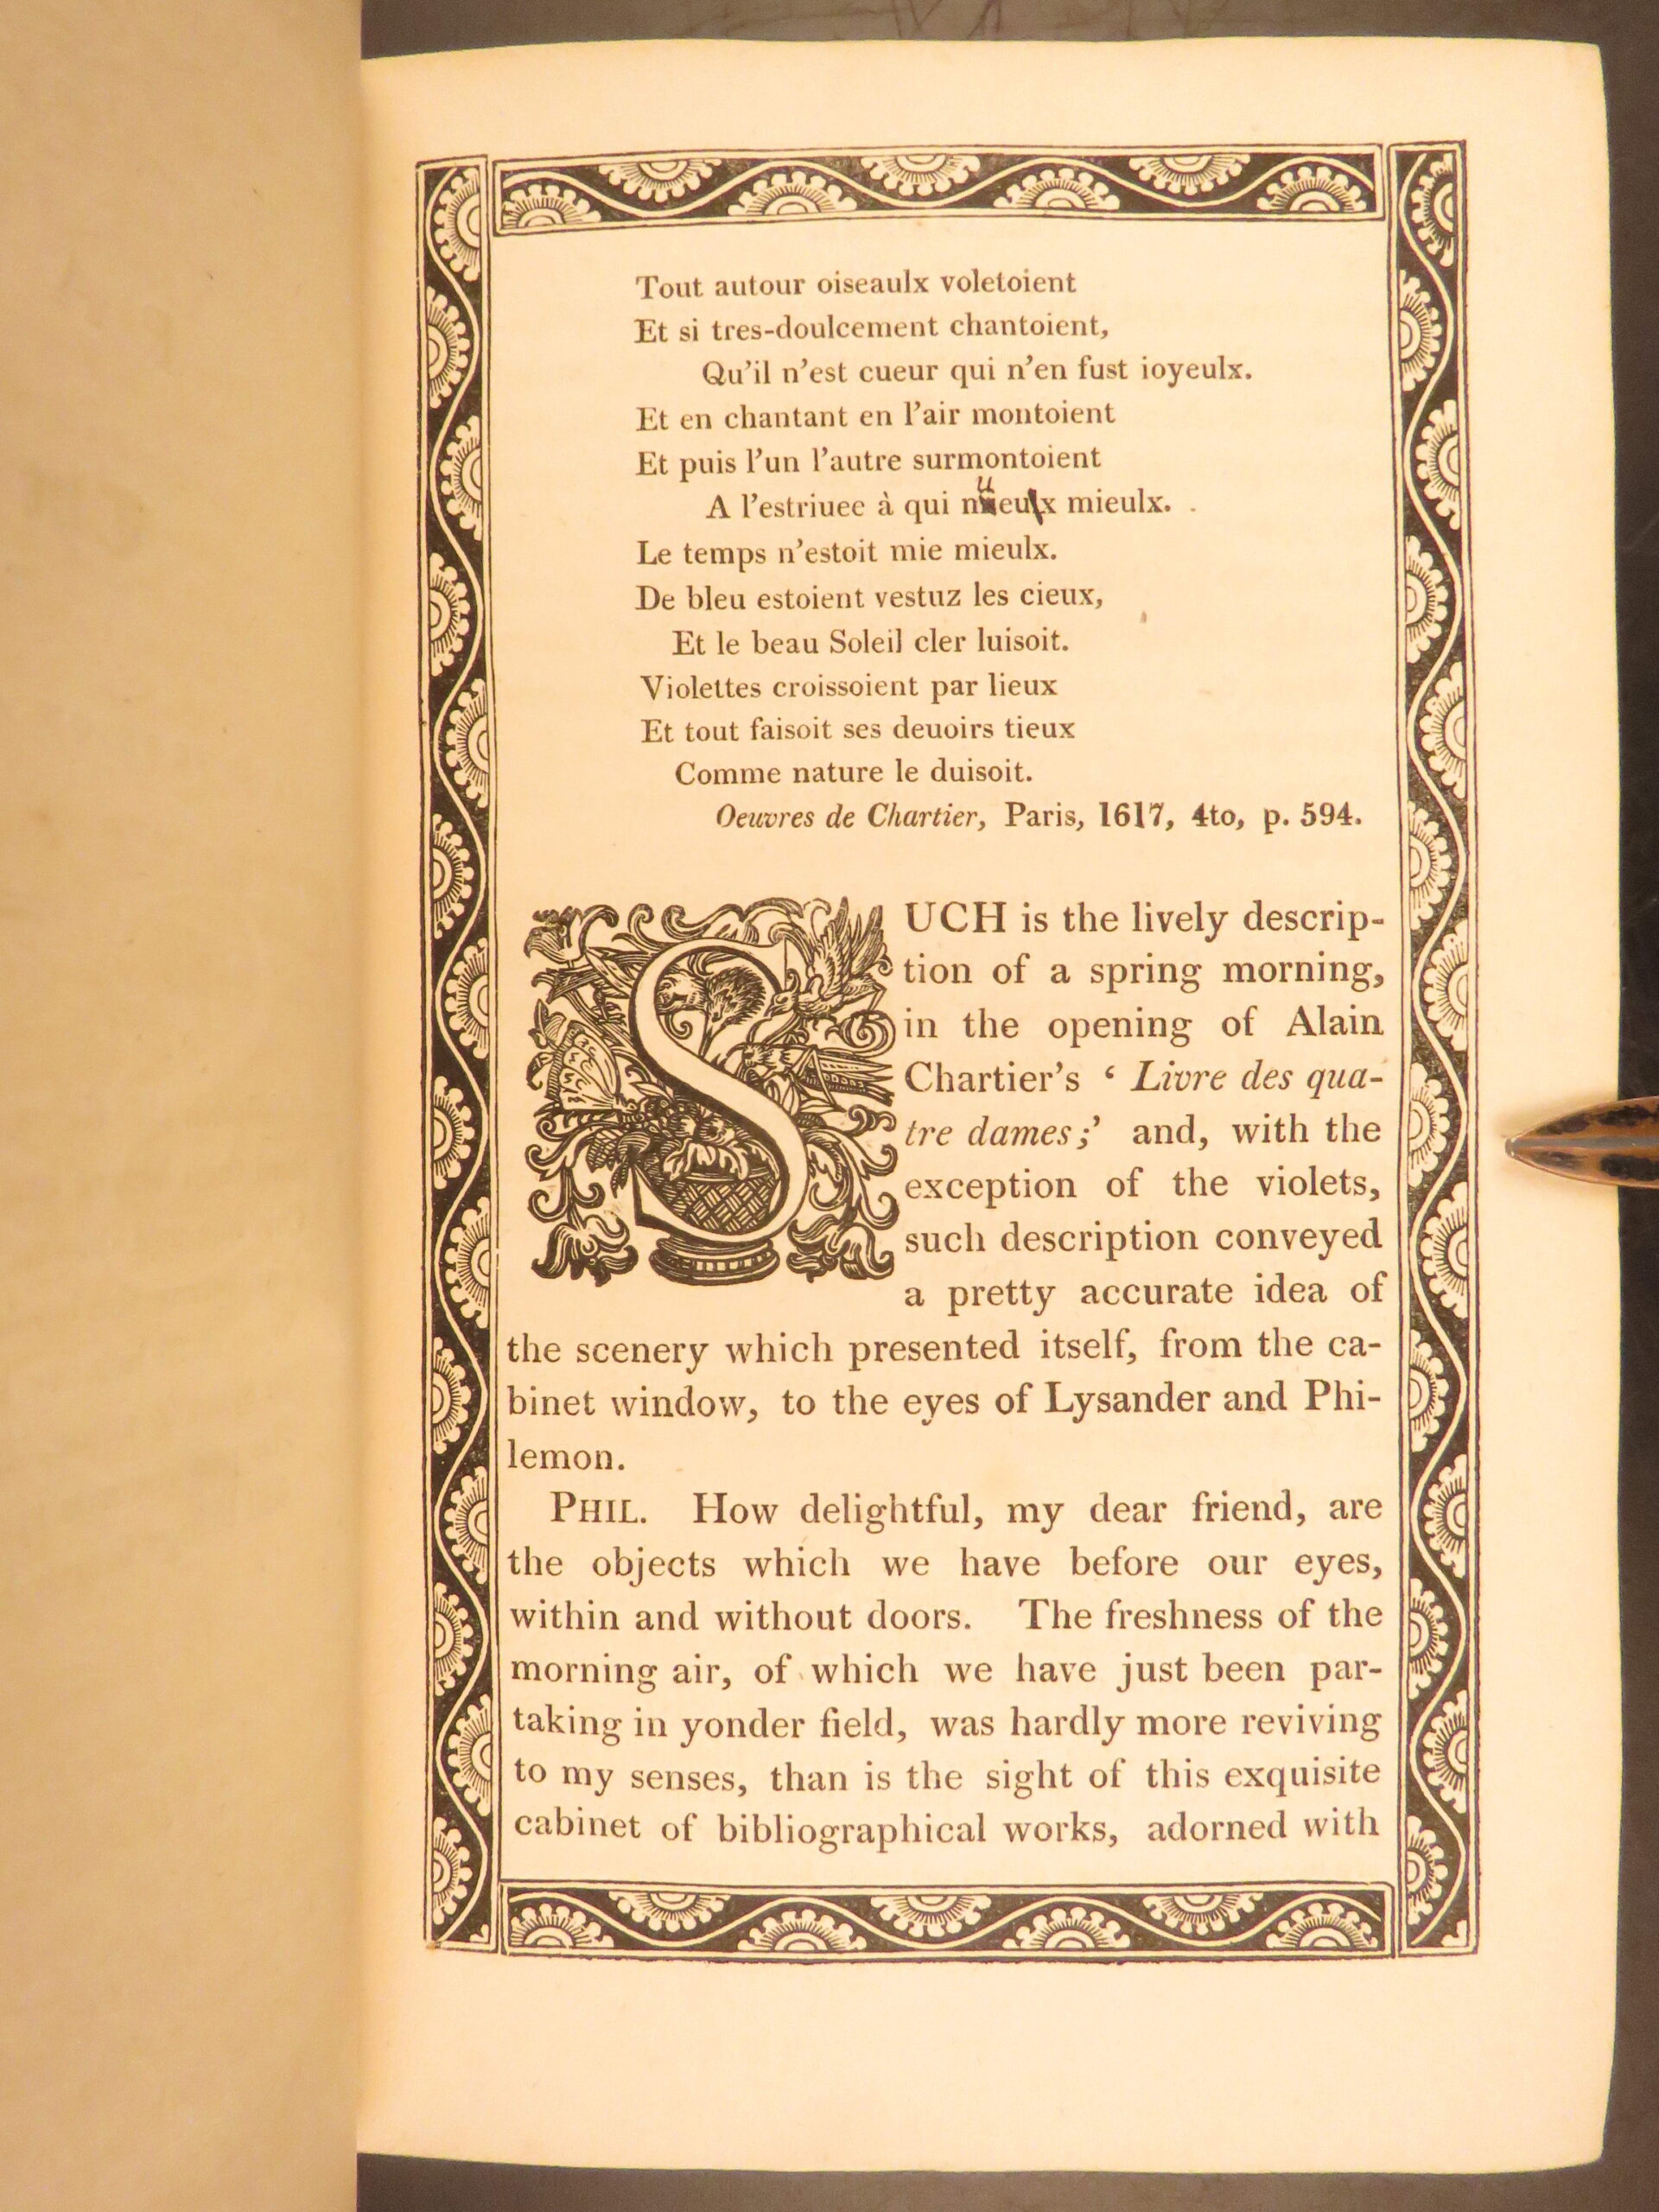 Tout autour oiseaulx voletoient
Et si tres-doulcement chantoient,
Qu'il n'est cueur qui n'en fust ioyeulx.
Et en chantant en l'air montoient
Et puis l'un l'autre surmontoient
A l'estriuee à qui mieulx.
Le temps n'estoit mie mieulx.
De bleu estoient vestuz les cieux,
Et le beau Soleil cler luisoit.
Violettes croissoient par lieux
Et tout faisoit ses deuoirs tieux
Comme nature le duisoit.
Oeuvres de Chartier, Paris, 1617, 4to, p. 594.
SUCH is the lively descrip-
tion of a spring morning,
in the opening of Alain
Chartier's ‘ Livre des qua-
tre dames;’ and, with the
exception of the violets,
such description conveyed
a pretty accurate idea of
the scenery which presented itself, from the ca-
binet window, to the eyes of Lysander and Phi-
lemon.
PHIL. How delightful, my dear friend, are
the objects which we have before our eyes,
within and without doors. The freshness of the
morning air, of which we have just been par-
taking in yonder field, was hardly more reviving
to my senses, than is the sight of this exquisite
cabinet of bibliographical works, adorned with